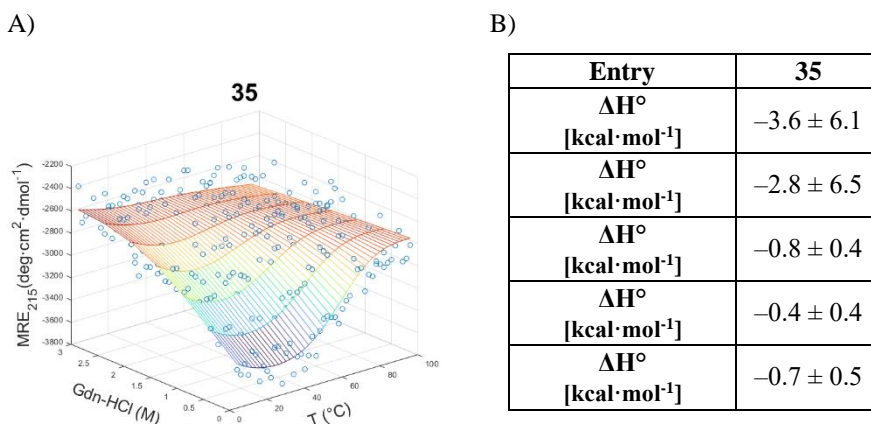 A)
B)
35
MRE215(deg·cm2·dmol-1)
-2200
-2400
-2600
-2800
-3000
-3200
-3400
-3600
-3800
3
2.5
2
1.5
1
0.5
0
Gdn-HCl (M)
0
20
40
60
80
100
T (°C)
Entry 35
ΔH°
[kcal·mol-1] –3.6 ± 6.1
ΔH°
[kcal·mol-1] –2.8 ± 6.5
ΔH°
[kcal·mol-1] –0.8 ± 0.4
ΔH°
[kcal·mol-1] –0.4 ± 0.4
ΔH°
[kcal·mol-1] –0.7 ± 0.5